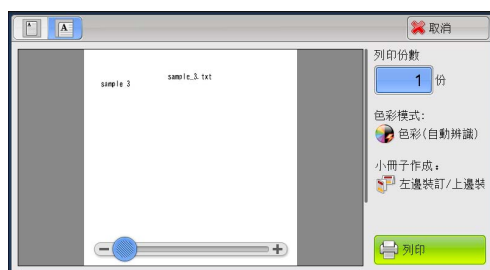 A
A
取消
sample_3.txt
sample 3
列印份數
1 份
色彩模式:
色彩(自動辨識)
小冊子作成:
左邊裝訂/上邊裝
列印